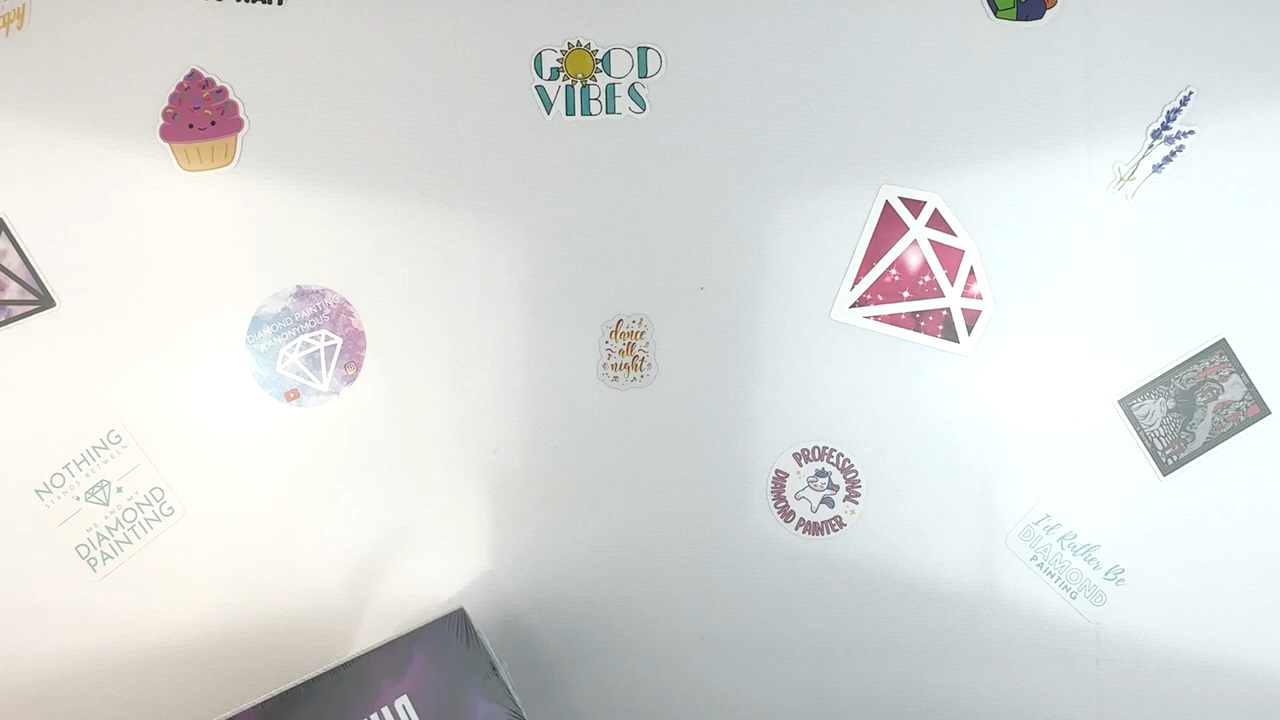 GOOD
VIBES
DIAMOND PAINTING
ANONYMOUS
dance
all
night
NOTHING
STANDS BETWEEN
ME AND MY
DIAMOND
PAINTING
PROFESSIONAL
DIAMOND PAINTER
I'd Rather Be
DIAMOND
PAINTING